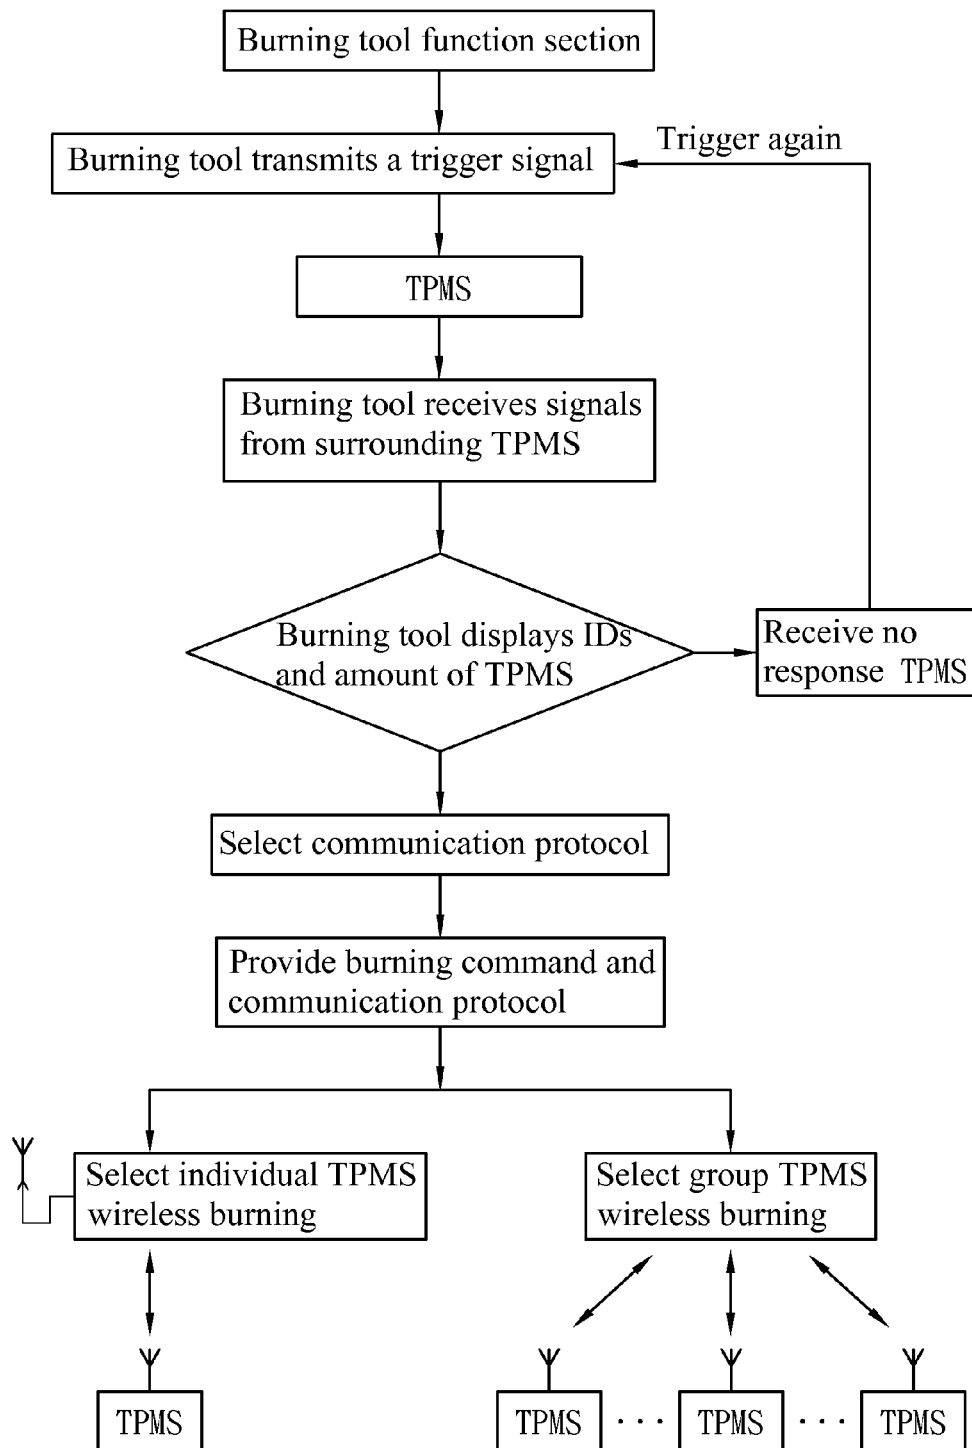 Burning tool function section
Trigger again
Burning tool transmits a trigger signal
TPMS
Burning tool receives signals
from surrounding TPMS
Burning tool displays IDs
and amount of TPMS
Receive no
response TPMS
Select communication protocol
Provide burning command and
communication protocol
Select individual TPMS
wireless burning
Select group TPMS
wireless burning
TPMS
TPMS · · · TPMS · · · TPMS